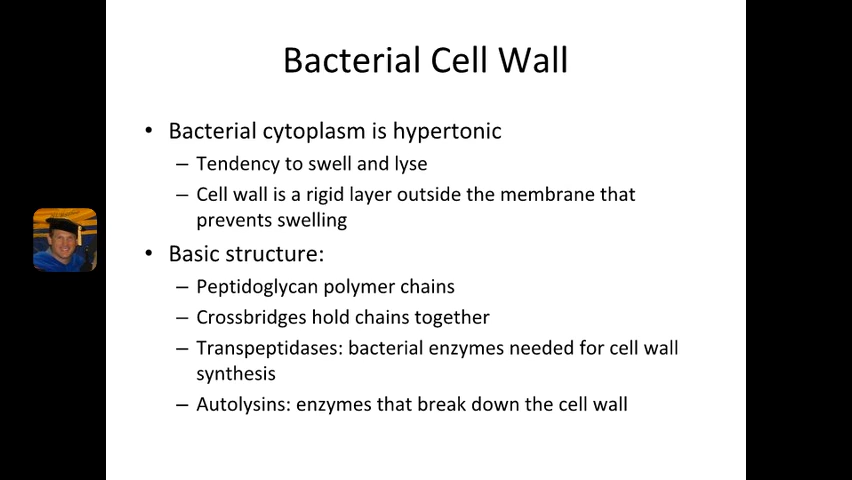 Bacterial Cell Wall
• Bacterial cytoplasm is hypertonic
– Tendency to swell and lyse
– Cell wall is a rigid layer outside the membrane that
prevents swelling
• Basic structure:
– Peptidoglycan polymer chains
– Crossbridges hold chains together
– Transpeptidases: bacterial enzymes needed for cell wall
synthesis
– Autolysins: enzymes that break down the cell wall